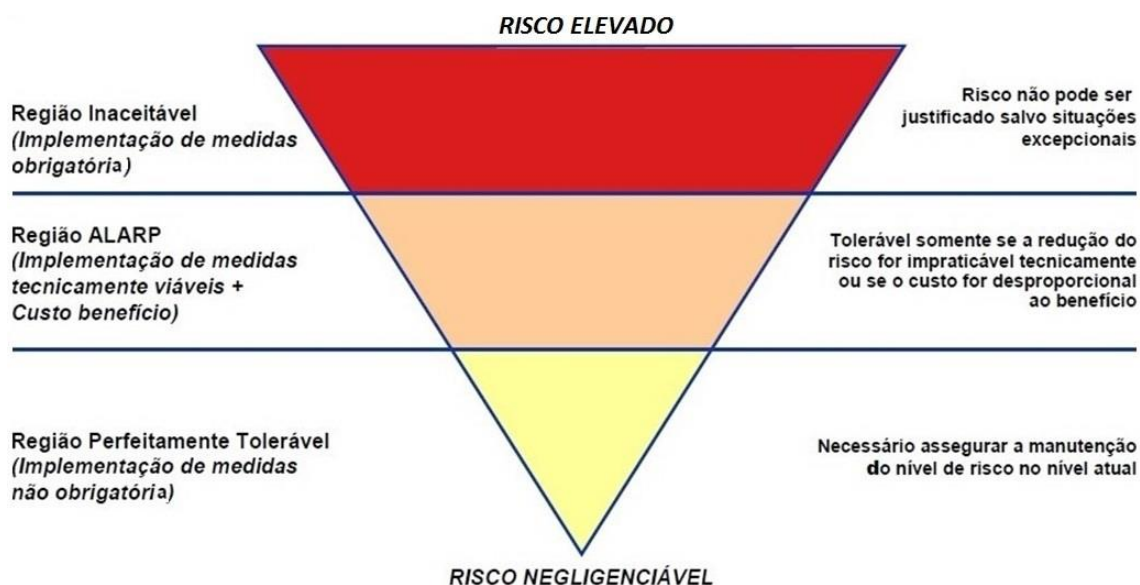 RISCO ELEVADO
Região Inaceitável
(Implementação de medidas
obrigatória)
Risco não pode ser
justificado salvo situações
excepcionais
Região ALARP
(Implementação de medidas
tecnicamente viáveis +
Custo benefício)
Tolerável somente se a redução do
risco for impraticável tecnicamente
ou se o custo for desproporcional
ao benefício
Região Perfeitamente Tolerável
(Implementação de medidas
não obrigatória)
Necessário assegurar a manutenção
do nível de risco no nível atual
RISCO NEGLIGENCIÁVEL